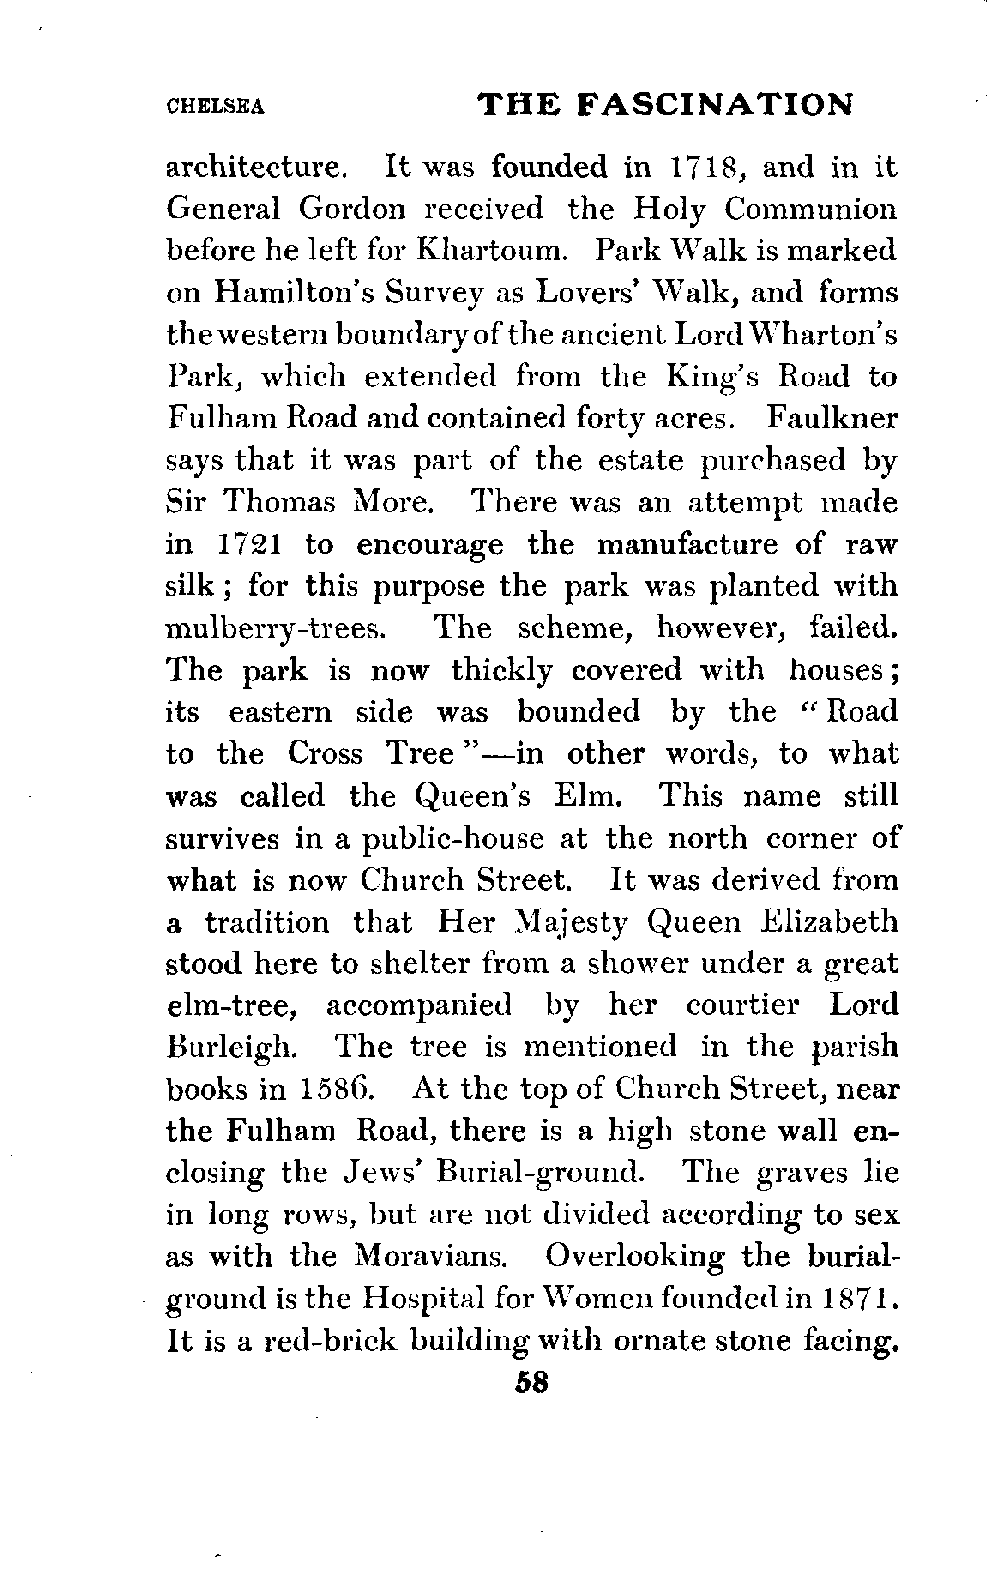 CHELSEA THE FASCINATION
architecture. It was founded in 1718, and in it
General Gordon received the Holy Communion
before he left for Khartoum. Park Walk is marked
on Hamilton's Survey as Lovers' Walk, and forms
the western boundary of the ancient Lord Wharton's
Park, which extended from the King's Road to
Fulham Road and contained forty acres. Faulkner
says that it was part of the estate purchased by
Sir Thomas More. There was an attempt made
in 1721 to encourage the manufacture of raw
silk ; for this purpose the park was planted with
mulberry-trees. The scheme, however, failed.
The park is now thickly covered with houses ;
its eastern side was bounded by the “ Road
to the Cross Tree ”—in other words, to what
was called the Queen's Elm. This name still
survives in a public-house at the north corner of
what is now Church Street. It was derived from
a tradition that Her Majesty Queen Elizabeth
stood here to shelter from a shower under a great
elm-tree, accompanied by her courtier Lord
Burleigh. The tree is mentioned in the parish
books in 1586. At the top of Church Street, near
the Fulham Road, there is a high stone wall en-
closing the Jews' Burial-ground. The graves lie
in long rows, but are not divided according to sex
as with the Moravians. Overlooking the burial-
ground is the Hospital for Women founded in 1871.
It is a red-brick building with ornate stone facing.
58